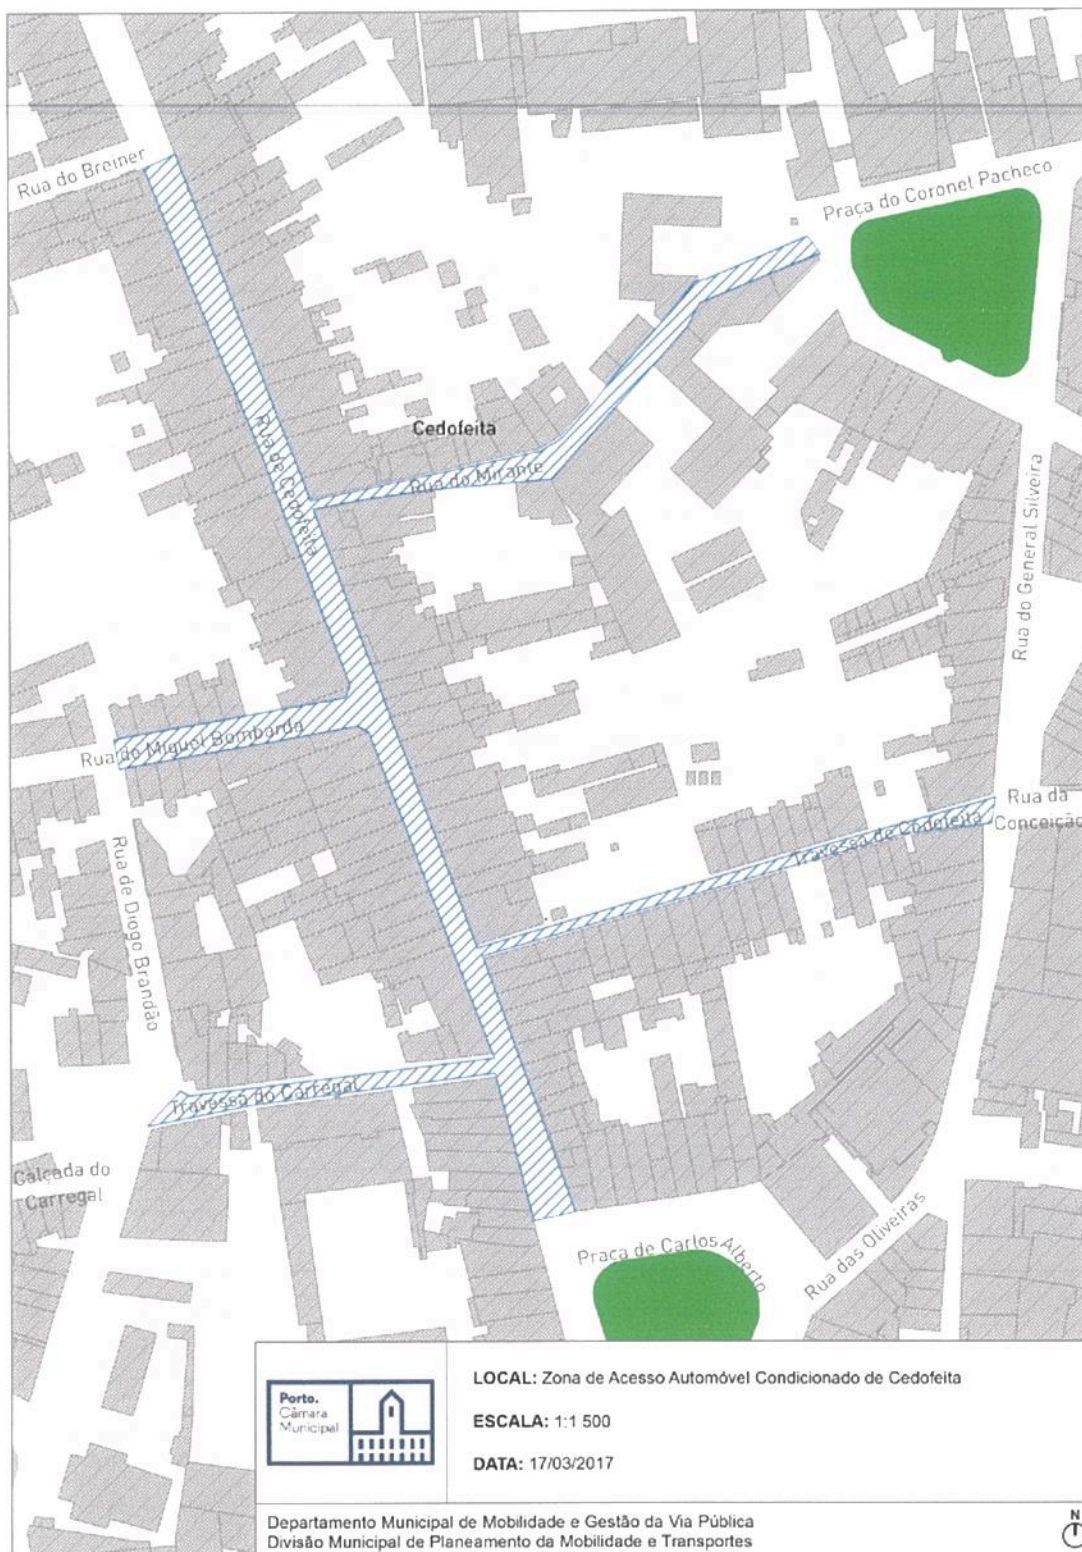 Rua do Breiner
Praça do Coronel Pacheco
Cedofeita
Rua de Cedofeita
Rua do Mirante
Rua do General Silveira
Rua do Miguel Bombarda
Rua da
Conceição
Travessa de Cedofeita
Rua de Diogo Brandão
Travessa do Carregal
Calçada do
Carregal
Praça de Carlos Alberto
Rua das Oliveiras
Porto.
Câmara
Municipal
LOCAL: Zona de Acesso Automóvel Condicionado de Cedofeita
ESCALA: 1:1 500
DATA: 17/03/2017
Departamento Municipal de Mobilidade e Gestão da Via Pública
Divisão Municipal de Planeamento da Mobilidade e Transportes
N